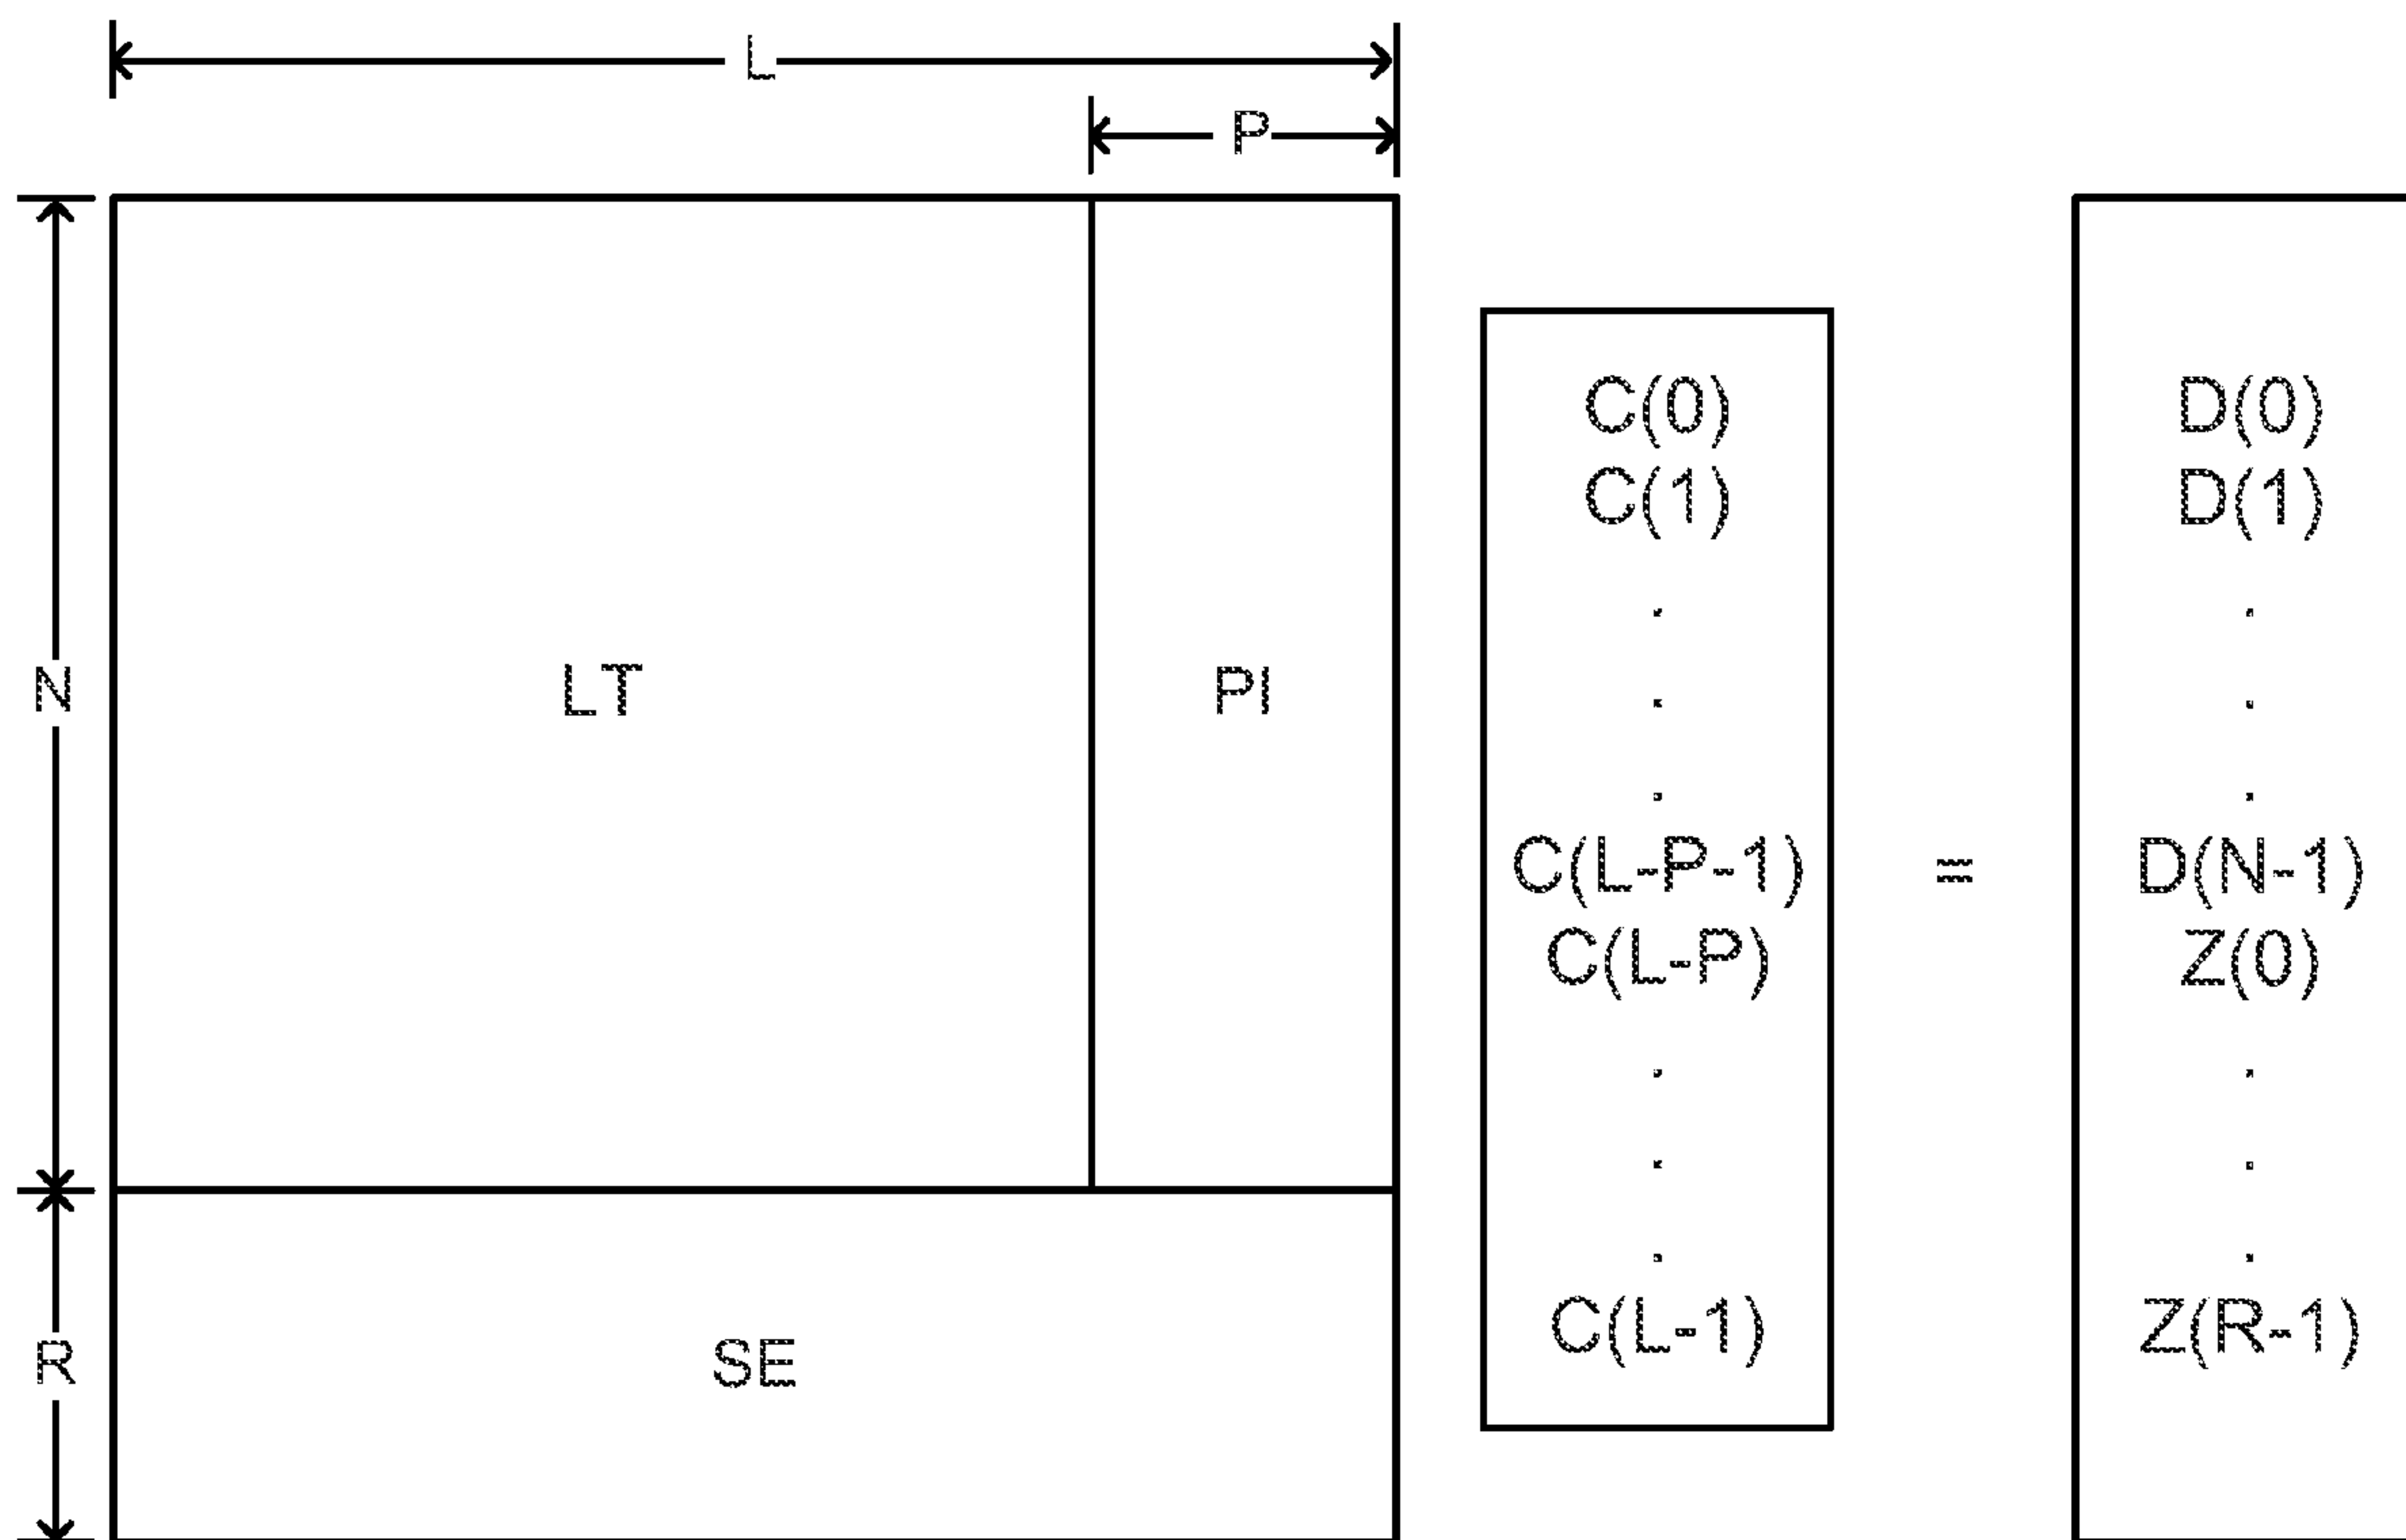 L
P
N
LT
PI
R
SE
C(0)
C(1)
.
.
.
C(L-P-1)
C(L-P)
.
.
.
C(L-1)
=
D(0)
D(1)
.
.
.
D(N-1)
Z(0)
.
.
.
Z(R-1)